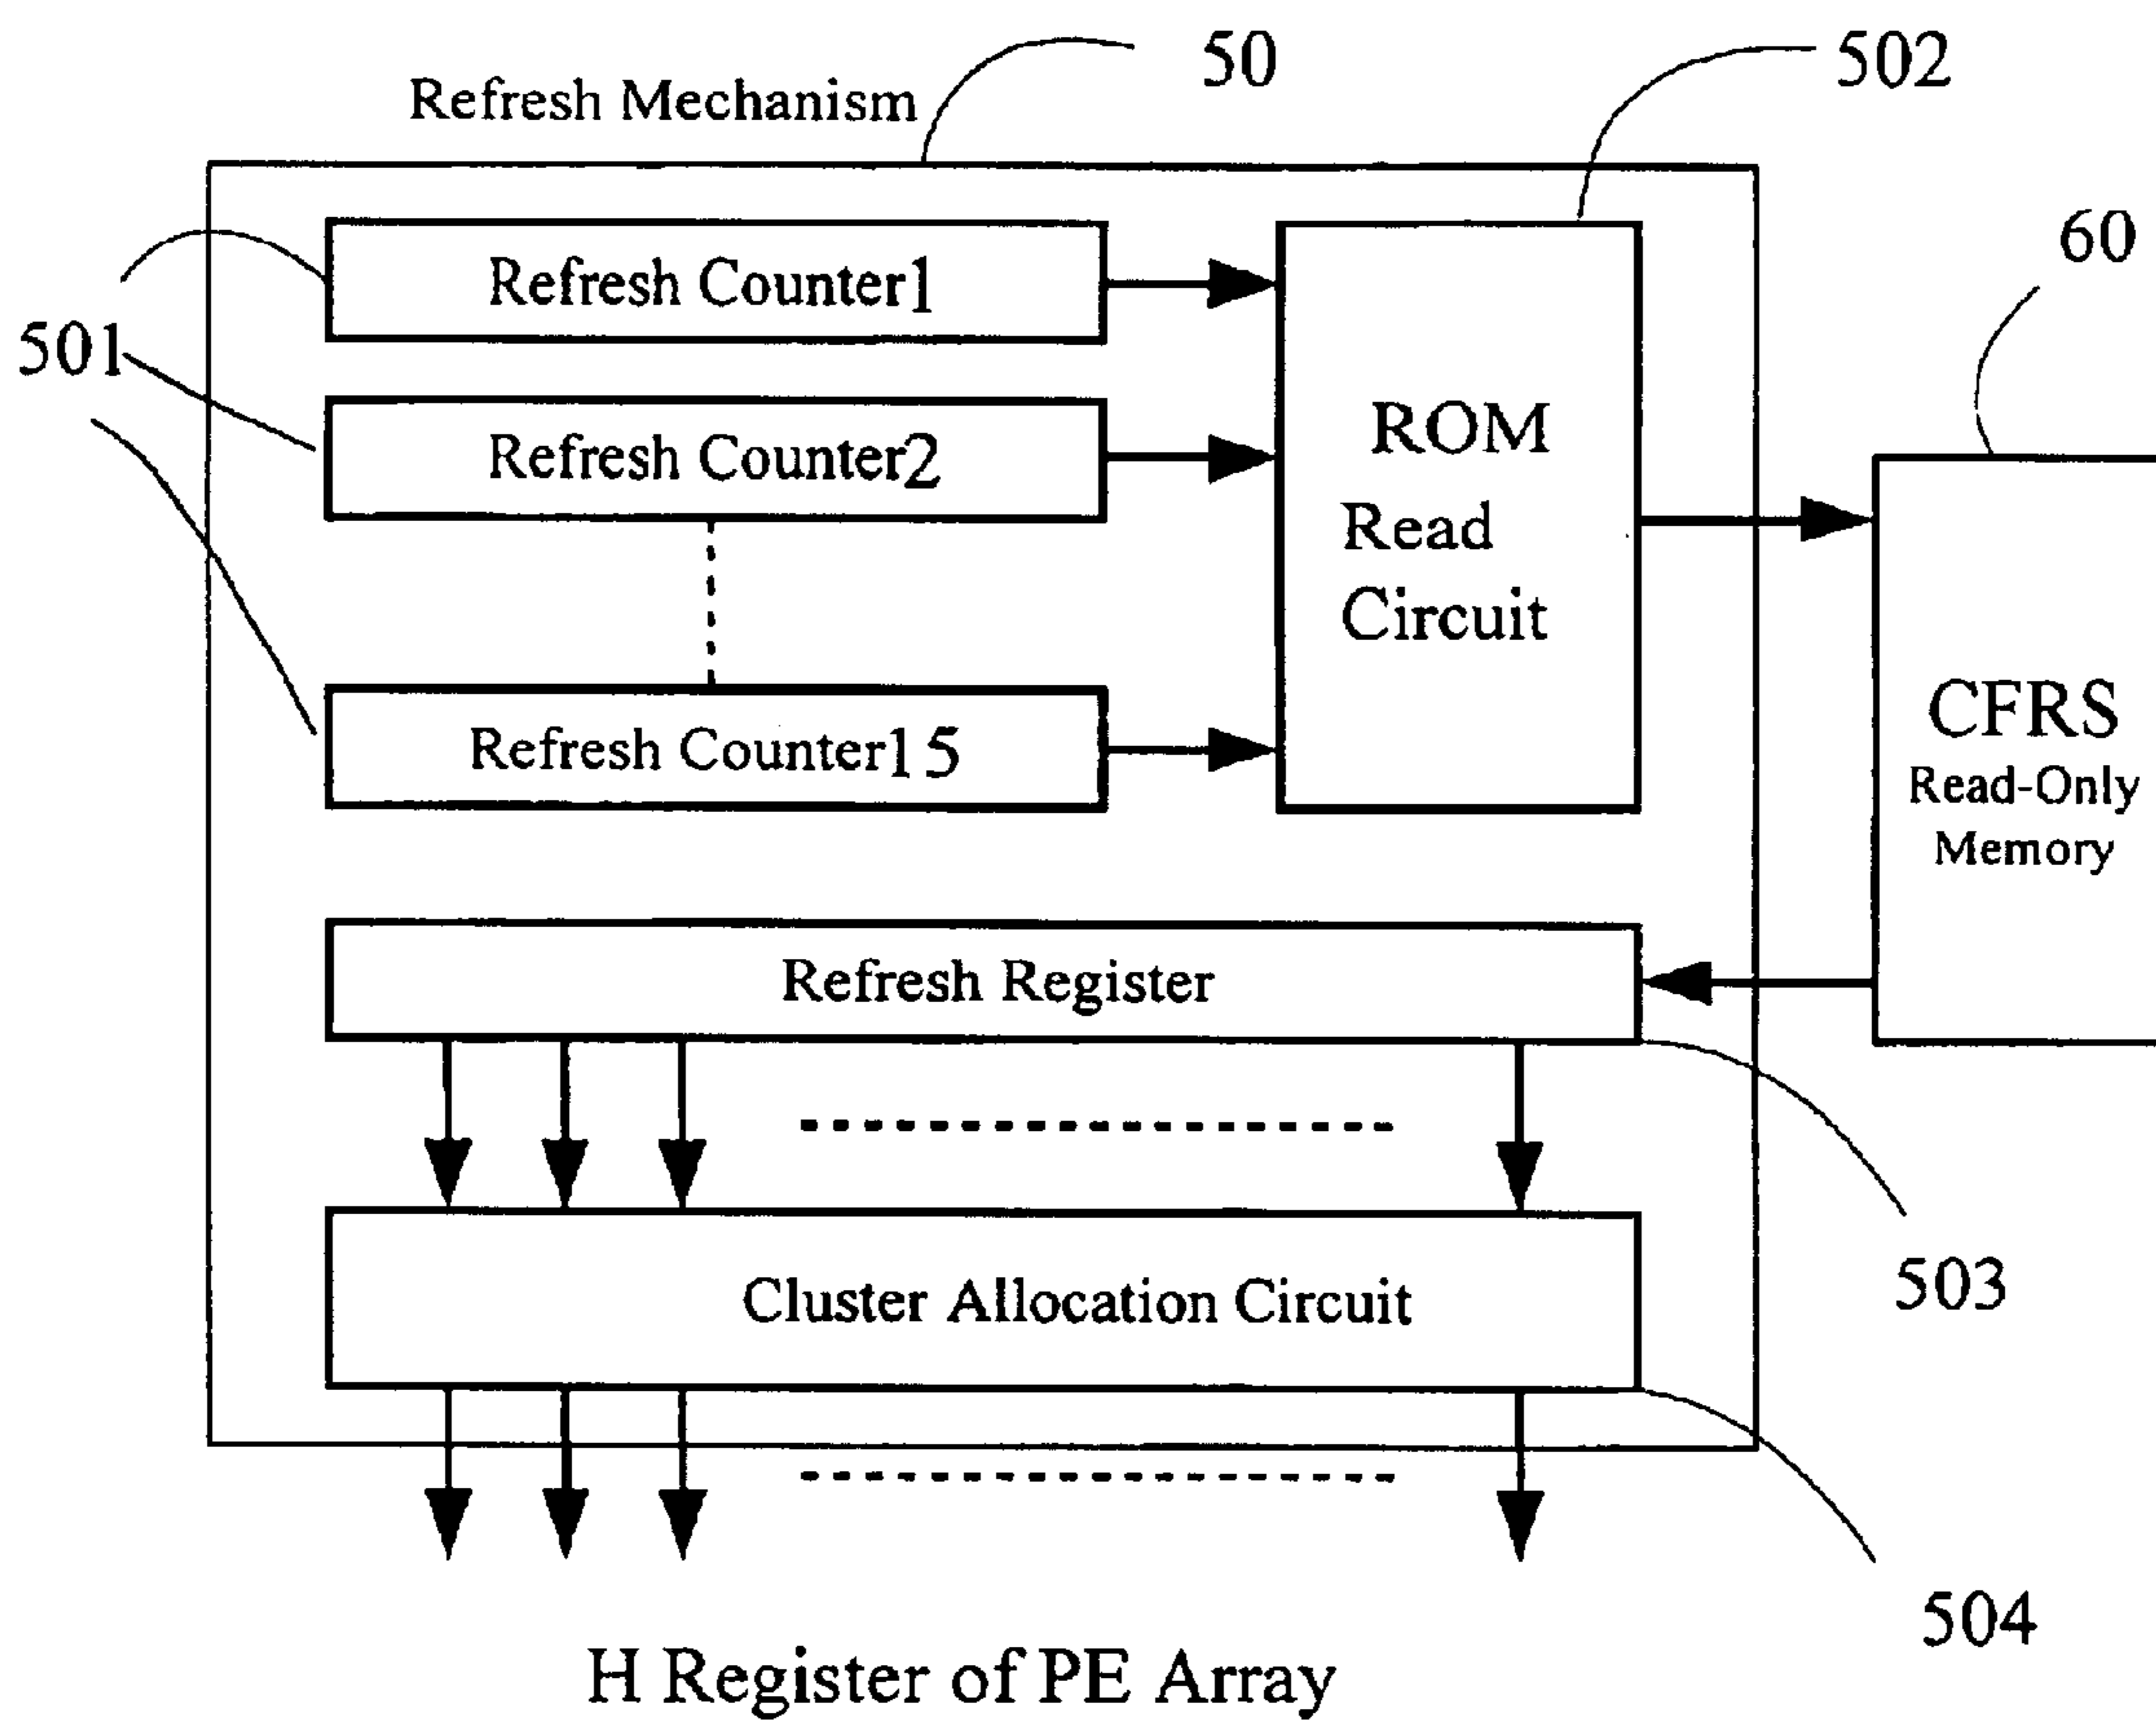 50
502
Refresh Mechanism
60
Refresh Counter1
501
Refresh Counter2
ROM
Read
Circuit
Refresh Counter15
CFRS
Read-Only
Memory
Refresh Register
503
Cluster Allocation Circuit
504
H Register of PE Array